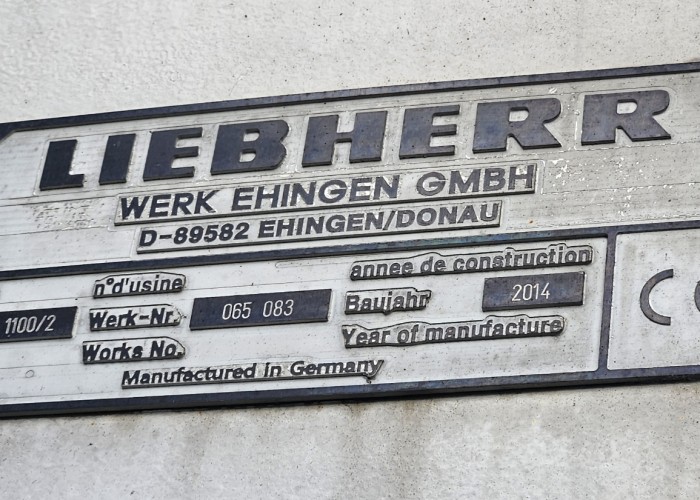 LIEBHERR
WERK EHINGEN GMBH
D-89582 EHINGEN/DONAU
n°d'usine
annee de construction
1100/2
Werk-Nr.
065 083
Baujahr
2014
Works No.
Year of manufacture
Manufactured in Germany
CE